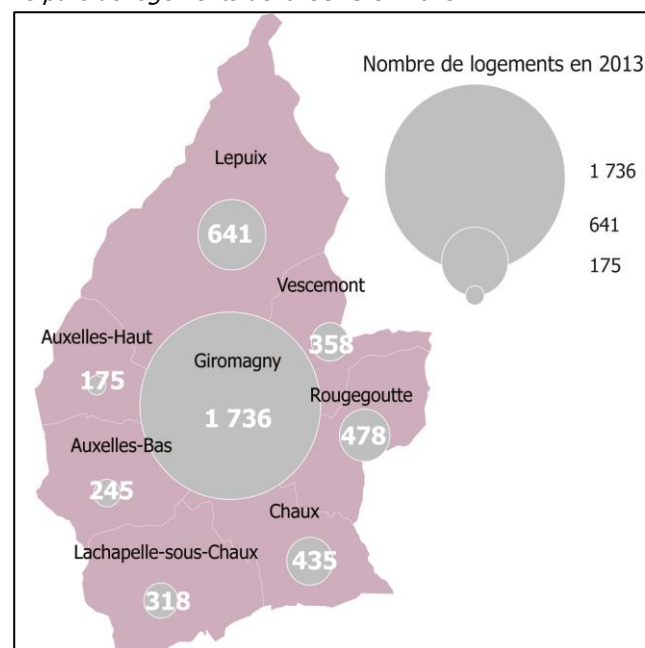 Nombre de logements en 2013
1 736
641
175
Lepuix
641
Vescemont
358
Auxelles-Haut
175
Giromagny
1 736
Rougegoutte
478
Auxelles-Bas
245
Chaux
435
Lachapelle-sous-Chaux
318